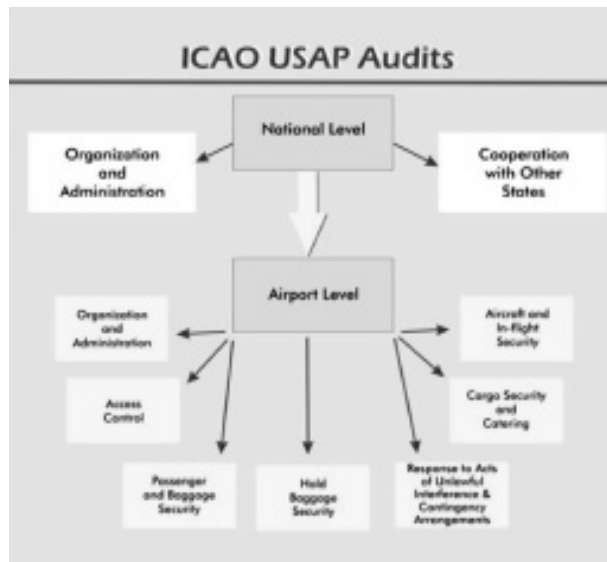 ICAO USAP Audits
National Level
Organization
and
Administration
Cooperation
with Other
States
Airport Level
Organization
and
Administration
Aircraft and
In-flight
Security
Access
Control
Cargo Security
and
Catering
Passenger
and Baggage
Security
Hold
Baggage
Security
Response to Acts
of Unlawful
Interference &
Contingency
Arrangements